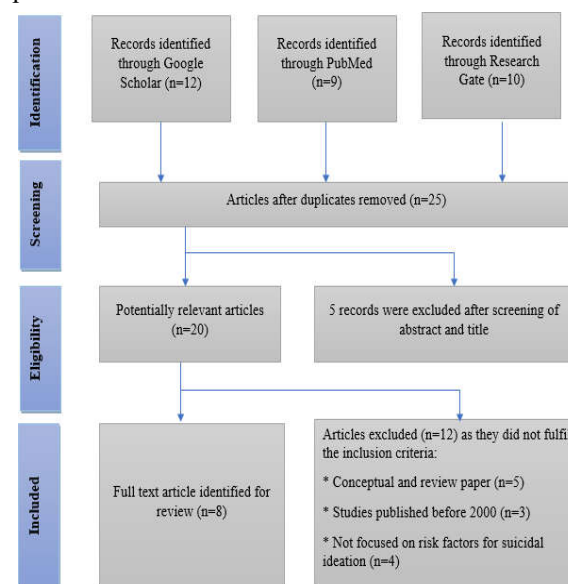 Identification
Records identified
through Google
Scholar (n=12)
Records identified
through PubMed
(n=9)
Records identified
through Research
Gate (n=10)
Screening
Articles after duplicates removed (n=25)
Eligibility
Potentially relevant articles
(n=20)
5 records were excluded after screening of
abstract and title
Included
Full text article identified for
review (n=8)
Articles excluded (n=12) as they did not fulfil
the inclusion criteria:
* Conceptual and review paper (n=5)
* Studies published before 2000 (n=3)
* Not focused on risk factors for suicidal
ideation (n=4)